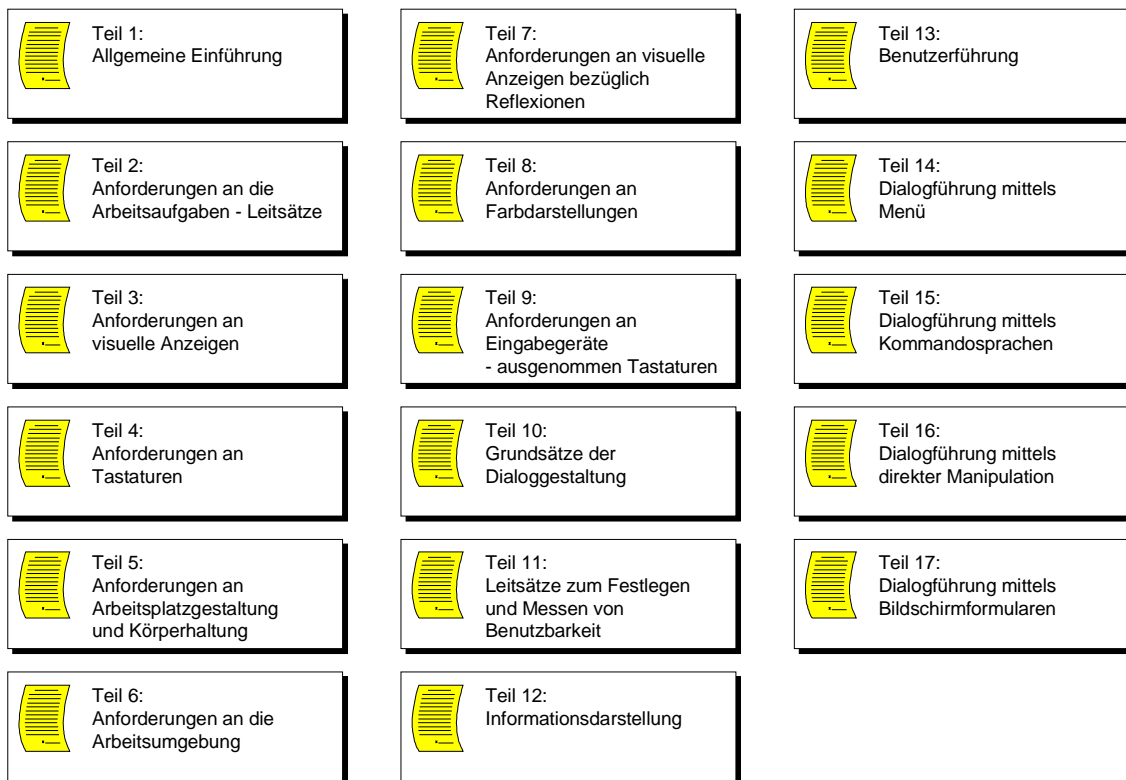 Teil 1:
Allgemeine Einführung
Teil 2:
Anforderungen an die
Arbeitsaufgaben - Leitsätze
Teil 3:
Anforderungen an
visuelle Anzeigen
Teil 4:
Anforderungen an
Tastaturen
Teil 5:
Anforderungen an
Arbeitsplatzgestaltung
und Körperhaltung
Teil 6:
Anforderungen an die
Arbeitsumgebung
Teil 7:
Anforderungen an visuelle
Anzeigen bezüglich
Reflexionen
Teil 8:
Anforderungen an
Farbdarstellungen
Teil 9:
Anforderungen an
Eingabegeräte
- ausgenommen Tastaturen
Teil 10:
Grundsätze der
Dialoggestaltung
Teil 11:
Leitsätze zum Festlegen
und Messen von
Benutzbarkeit
Teil 12:
Informationsdarstellung
Teil 13:
Benutzerführung
Teil 14:
Dialogführung mittels
Menü
Teil 15:
Dialogführung mittels
Kommandosprachen
Teil 16:
Dialogführung mittels
direkter Manipulation
Teil 17:
Dialogführung mittels
Bildschirmformularen